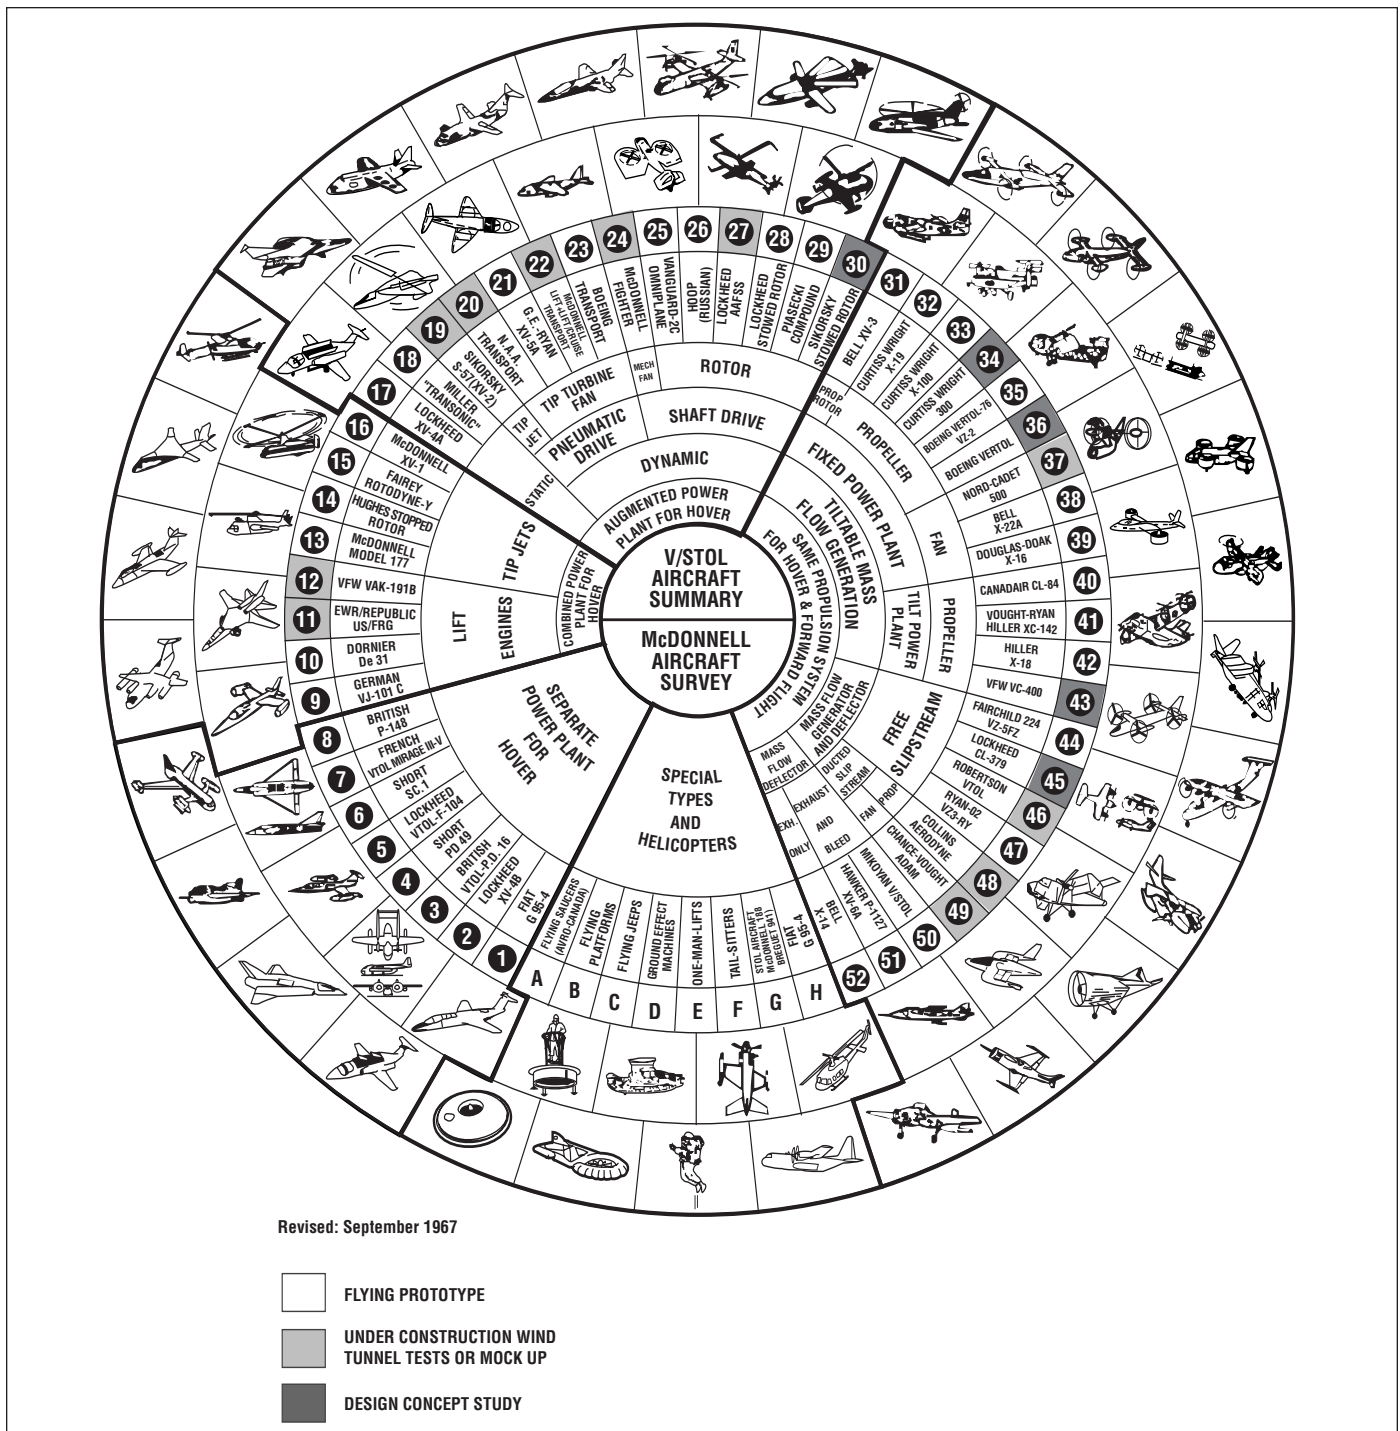 V/STOL
AIRCRAFT
SUMMARY
McDONNELL
AIRCRAFT
SURVEY
AUGMENTED POWER
PLANT FOR HOVER
DYNAMIC
STATIC
PNEUMATIC
DRIVE
SHAFT DRIVE
TIP
JET
TIP TURBINE
FAN
MECH
FAN
ROTOR
SAME PROPULSION SYSTEM
FOR HOVER & FORWARD FLIGHT
TILTABLE MASS
FLOW GENERATION
FIXED POWER PLANT
PROP
ROTOR
PROPELLER
FAN
TILT POWER
PLANT
PROPELLER
MASS FLOW
GENERATOR
AND DEFLECTOR
FREE
SLIPSTREAM
DUCTED
SLIP
STREAM
PROP
FAN
MASS
FLOW
DEFLECTOR
EXHAUST
AND
BLEED
EXH.
ONLY
SPECIAL
TYPES
AND
HELICOPTERS
SEPARATE
POWER PLANT
FOR
HOVER
COMBINED POWER
PLANT FOR
HOVER
LIFT
ENGINES
TIP JETS
1
FIAT
G 95-4
2
LOCKHEED
XV-4B
3
BRITISH
VTOL-P.D. 16
4
SHORT
PD 49
5
LOCKHEED
VTOL-F-104
6
SHORT
SC.1
7
FRENCH
VTOL MIRAGE III-V
8
BRITISH
P-148
9
GERMAN
VJ-101 C
10
DORNIER
De 31
11
EWR/REPUBLIC
US/FRG
12
VFW VAK-191B
13
McDONNELL
MODEL 177
14
HUGHES STOPPED
ROTOR
15
FAIREY
ROTODYNE-Y
16
McDONNELL
XV-1
17
LOCKHEED
XV-4A
18
MILLER
"TRANSONIC"
19
SIKORSKY
S-57(XV-2)
20
N.A.A
TRANSPORT
21
G.E.-RYAN
XV-5A
22
McDONNELL
LIFT+LIFT/CRUISE
TRANSPORT
23
BOEING
TRANSPORT
24
McDONNELL
FIGHTER
25
VANGUARD-2C
OMNIPLANE
26
HOOP
(RUSSIAN)
27
LOCKHEED
AAFSS
28
LOCKHEED
STOWED ROTOR
29
PIASECKI
COMPOUND
30
SIKORSKY
STOWED ROTOR
31
BELL XV-3
32
CURTISS WRIGHT
X-19
33
CURTISS WRIGHT
X-100
34
CURTISS WRIGHT
300
35
BOEING VERTOL-76
VZ-2
36
BOEING VERTOL
37
NORD-CADET
500
38
BELL
X-22A
39
DOUGLAS-DOAK
X-16
40
CANADAIR CL-84
41
VOUGHT-RYAN
HILLER XC-142
42
HILLER
X-18
43
VFW VC-400
44
FAIRCHILD 224
VZ-5FZ
45
LOCKHEED
CL-379
46
ROBERTSON
VTOL
47
RYAN-02
VZ3-RY
48
COLLINS
AERODYNE
49
CHANCE-VOUGHT
ADAM
50
MIKOYAN V/STOL
51
HAWKER P-1127
XV-6A
52
BELL
X-14
A
FLYING SAUCERS
(AVRO-CANADA)
B
FLYING
PLATFORMS
C
FLYING JEEPS
D
GROUND EFFECT
MACHINES
E
ONE-MAN-LIFTS
F
TAIL-SITTERS
G
STOL AIRCRAFT
McDONNELL 188
BREGUET 941)
H
FIAT
G 95-4
Revised: September 1967
FLYING PROTOTYPE
UNDER CONSTRUCTION WIND
TUNNEL TESTS OR MOCK UP
DESIGN CONCEPT STUDY